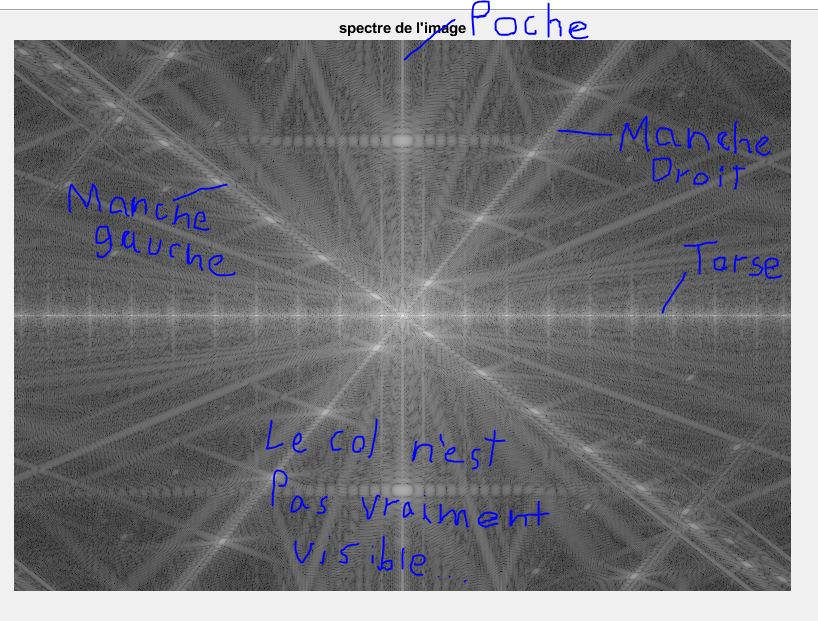 spectre de l'image
Poche
Manche
Droit
Manche
gauche
Torse
Le col n'est
Pas vraiment
visible...